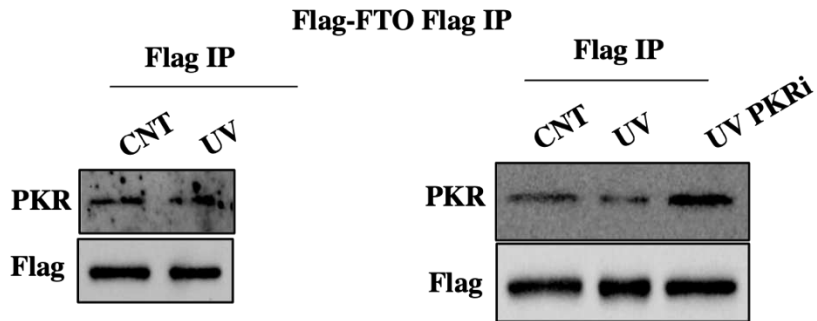 Flag-FTO Flag IP
Flag IP
CNT UV
PKR
Flag
Flag IP
CNT UV UV PKRi
PKR
Flag